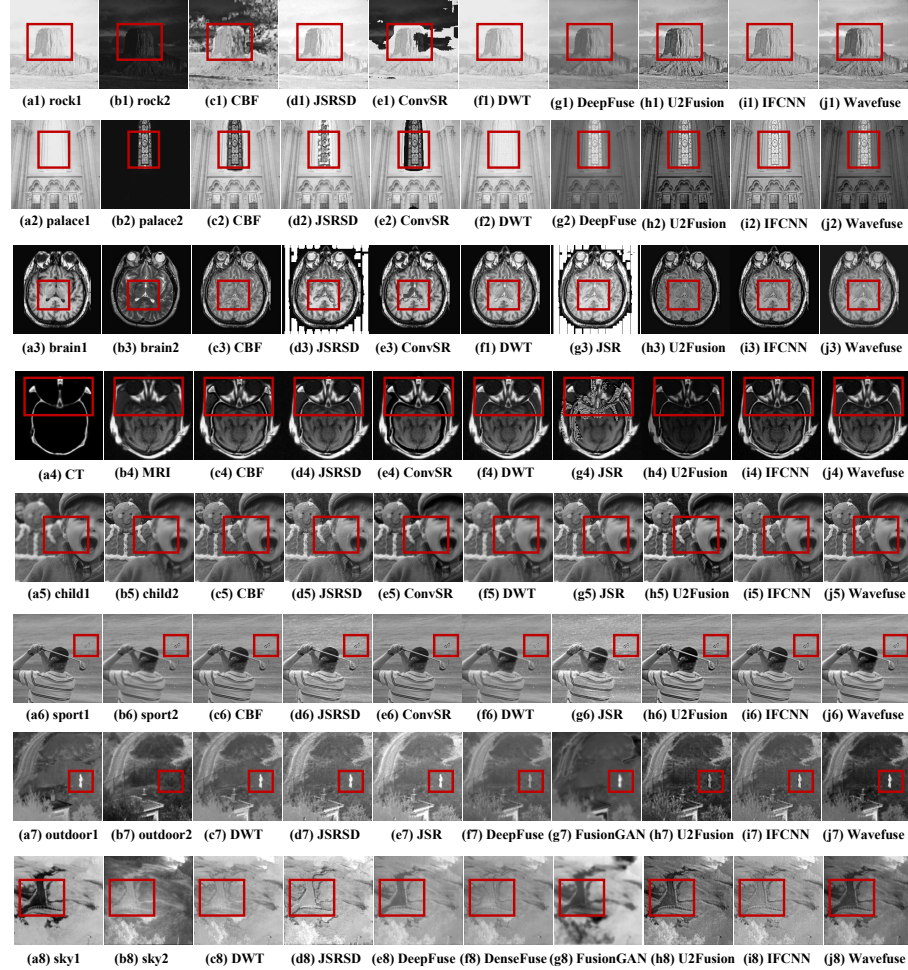 (a1) rock1 (b1) rock2 (c1) CBF (d1) JSRSD (e1) ConvSR (f1) DWT (g1) DeepFuse (h1) U2Fusion (i1) IFCNN (j1) Wavefuse
(a2) palace1 (b2) palace2 (c2) CBF (d2) JSRSD (e2) ConvSR (f2) DWT (g2) DeepFuse (h2) U2Fusion (i2) IFCNN (j2) Wavefuse
(a3) brain1 (b3) brain2 (c3) CBF (d3) JSRSD (e3) ConvSR (f1) DWT (g3) JSR (h3) U2Fusion (i3) IFCNN (j3) Wavefuse
(a4) CT (b4) MRI (c4) CBF (d4) JSRSD (e4) ConvSR (f4) DWT (g4) JSR (h4) U2Fusion (i4) IFCNN (j4) Wavefuse
(a5) child1 (b5) child2 (c5) CBF (d5) JSRSD (e5) ConvSR (f5) DWT (g5) JSR (h5) U2Fusion (i5) IFCNN (j5) Wavefuse
(a6) sport1 (b6) sport2 (c6) CBF (d6) JSRSD (e6) ConvSR (f6) DWT (g6) JSR (h6) U2Fusion (i6) IFCNN (j6) Wavefuse
(a7) outdoor1 (b7) outdoor2 (c7) DWT (d7) JSRSD (e7) JSR (f7) DeepFuse (g7) FusionGAN (h7) U2Fusion (i7) IFCNN (j7) Wavefuse
(a8) sky1 (b8) sky2 (c8) DWT (d8) JSRSD (e8) DeepFuse (f8) DenseFuse (g8) FusionGAN (h8) U2Fusion (i8) IFCNN (j8) Wavefuse